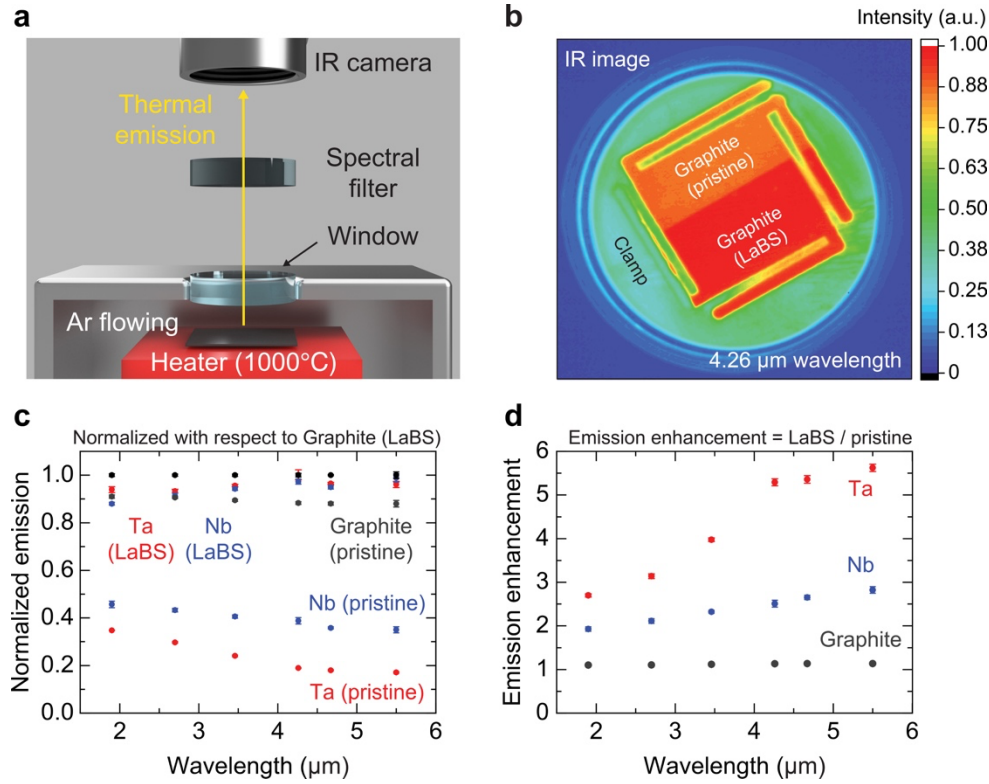 a
IR camera
Thermal
emission
Spectral
filter
Window
Ar flowing
Heater (1000°C)
b
Intensity (a.u.)
IR image
Graphite
(pristine)
Graphite
(LaBS)
Clamp
4.26 µm wavelength
1.00
0.88
0.75
0.63
0.50
0.38
0.25
0.13
0
c
Normalized with respect to Graphite (LaBS)
Normalized emission
1.0
0.8
0.6
0.4
0.2
0.0
Ta
(LaBS)
Nb
(LaBS)
Graphite
(pristine)
Nb (pristine)
Ta (pristine)
2
3
4
5
6
Wavelength (µm)
d
Emission enhancement = LaBS / pristine
Emission enhancement
6
5
4
3
2
1
0
Ta
Nb
Graphite
2
3
4
5
6
Wavelength (µm)